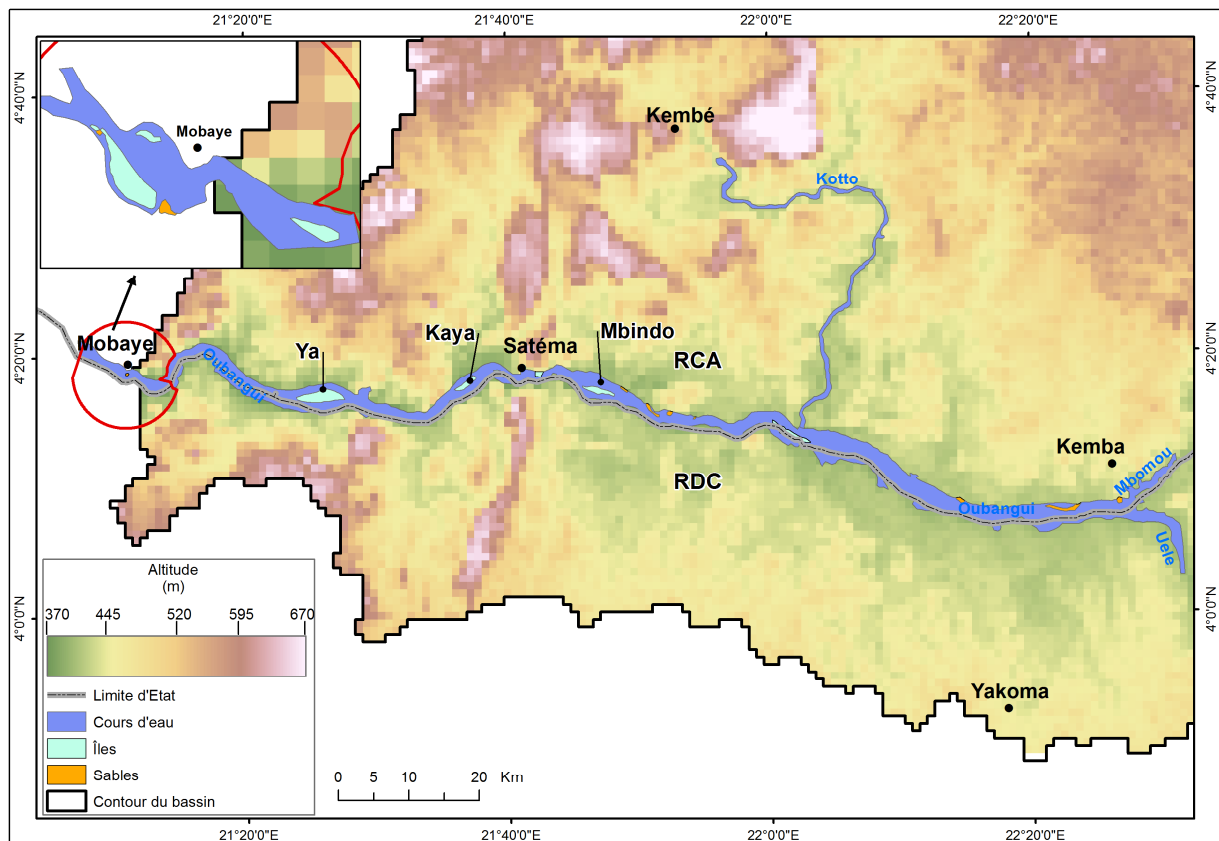 21°20'0"E 21°40'0"E 22°0'0"E 22°20'0"E
4°40'0"N
4°40'0"N
Mobaye
Kembé
Kotto
Mobaye
Kaya
Mbindo
Ya
Satéma
RCA
4°20'0"N
4°20'0"N
Oubangui
Kemba
RDC
Mbomou
Oubangui
Uele
Altitude
(m)
370 445 520 595 670
4°0'0"N
4°0'0"N
Limite d'Etat
Cours d'eau
Îles
Sables
Contour du bassin
Yakoma
0 5 10 20 Km
21°20'0"E 21°40'0"E 22°0'0"E 22°20'0"E